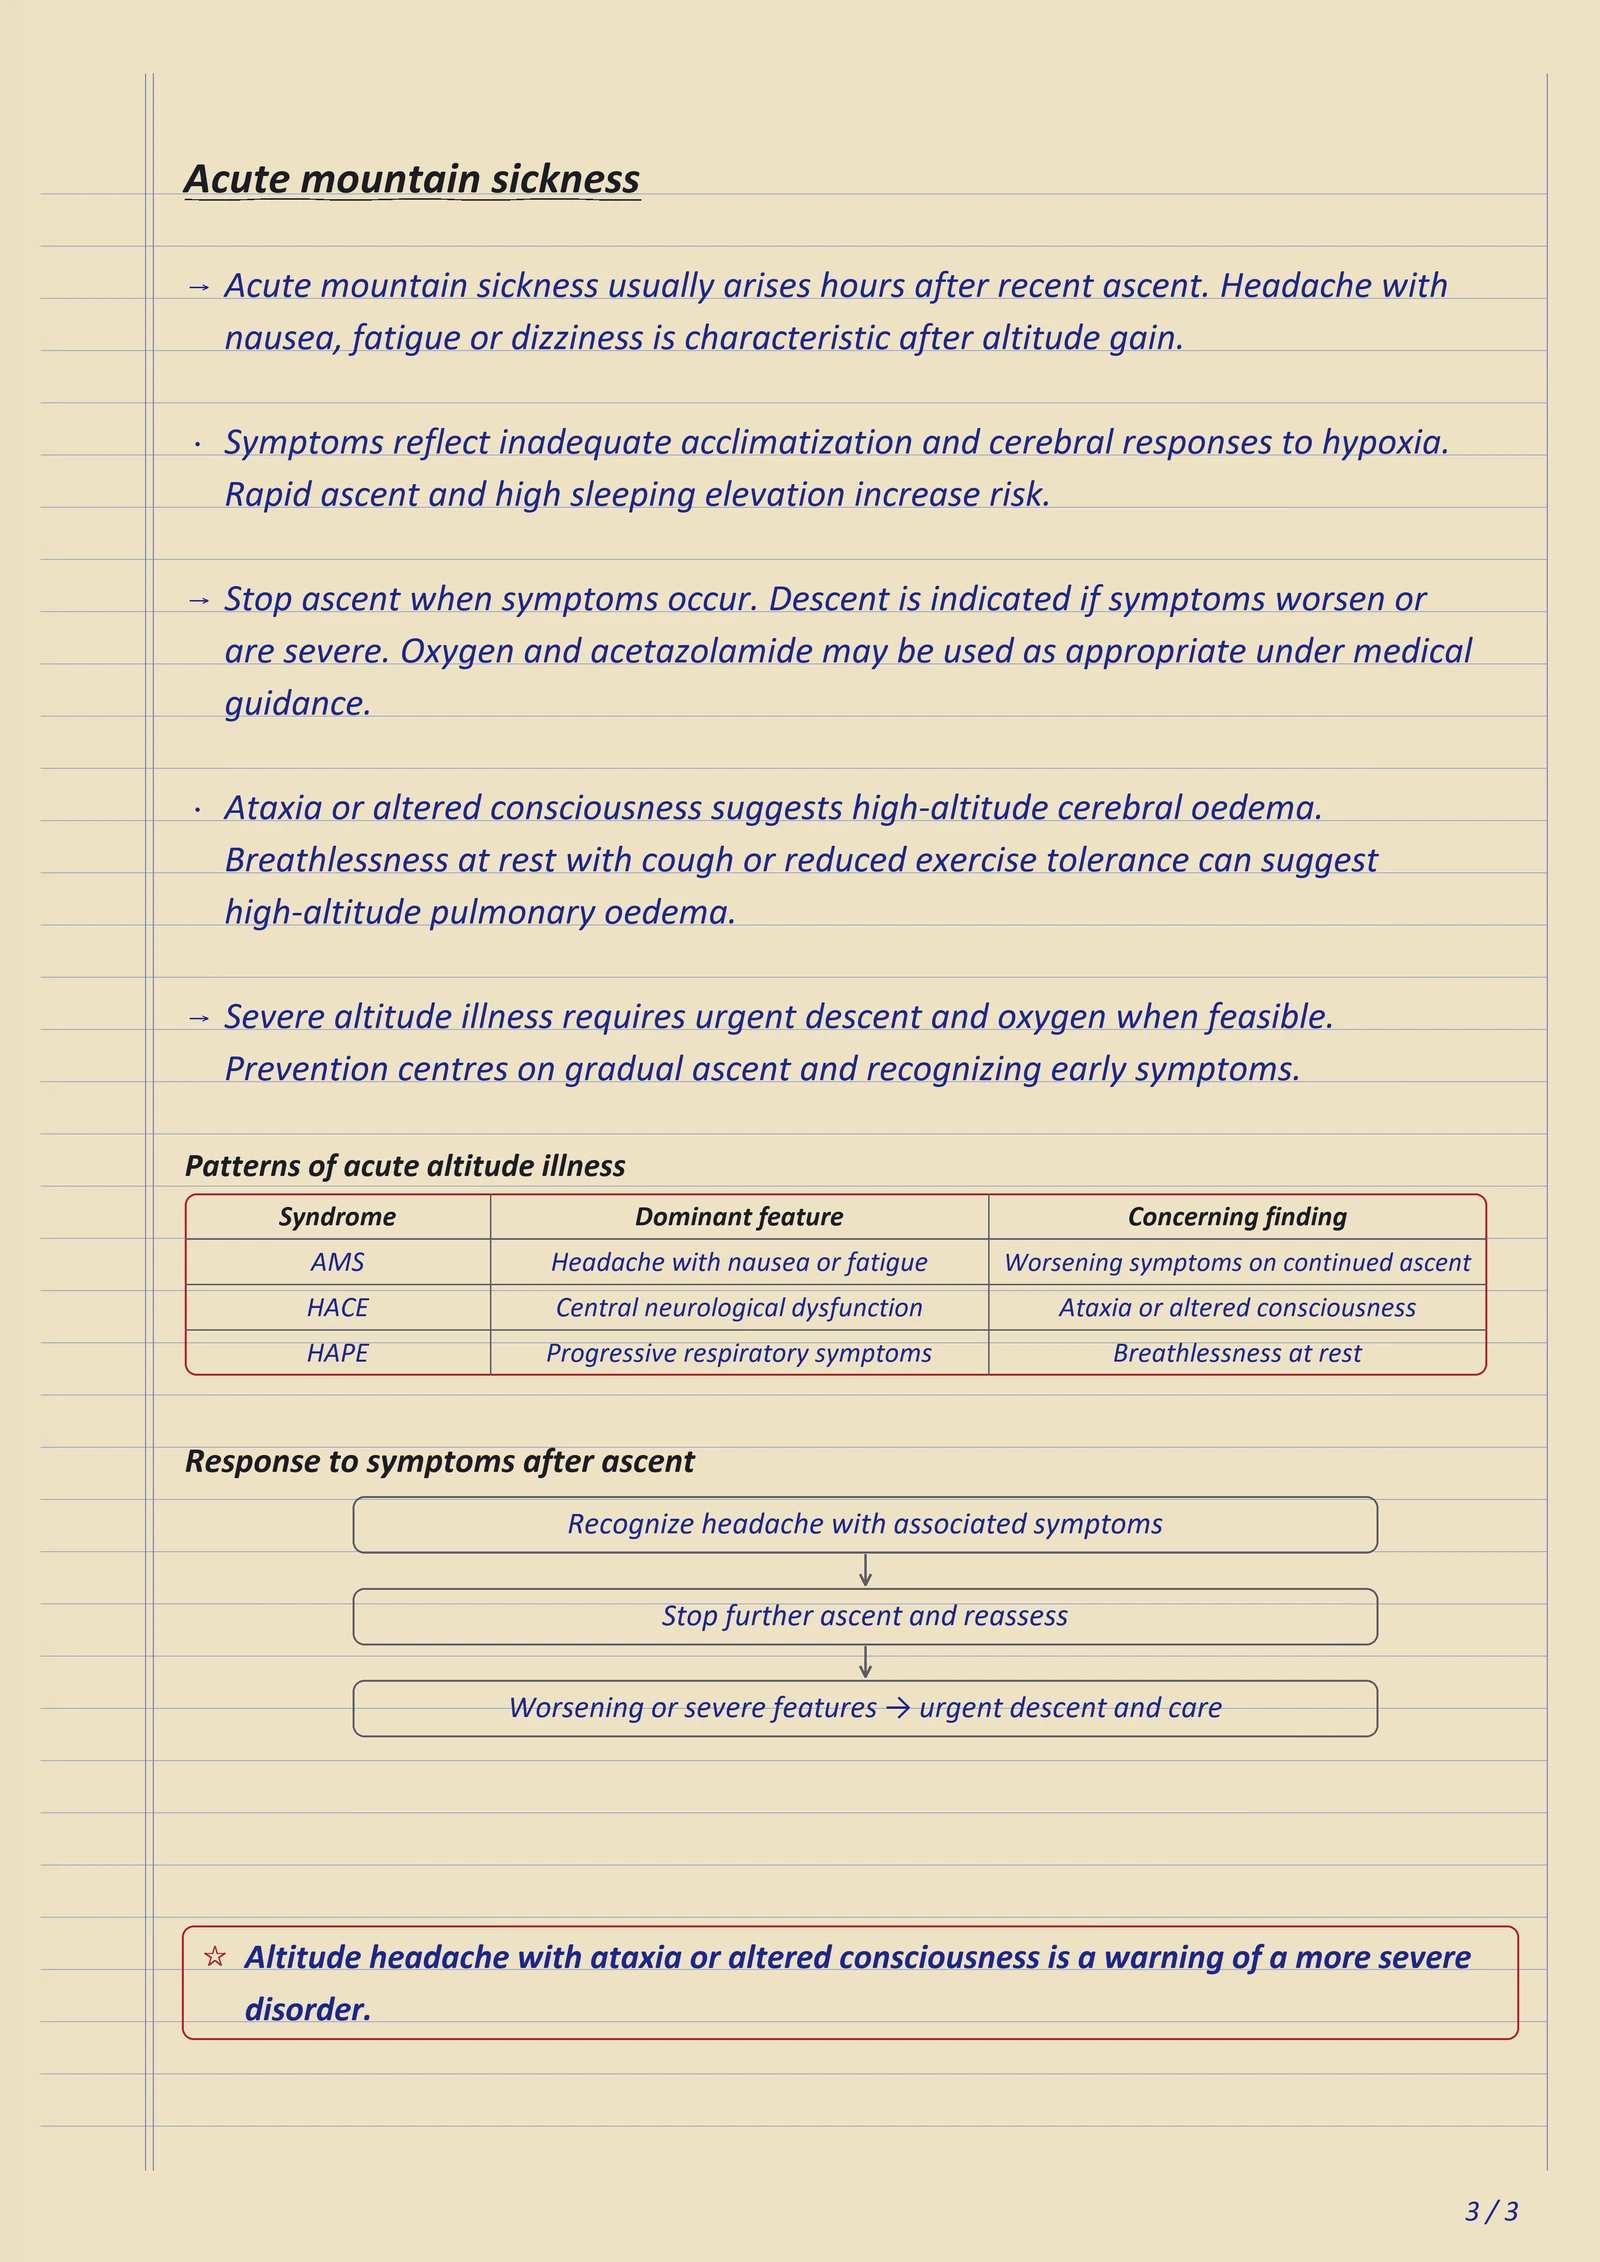 Acute mountain sickness
→ Acute mountain sickness usually arises hours after recent ascent. Headache with
nausea, fatigue or dizziness is characteristic after altitude gain.
· Symptoms reflect inadequate acclimatization and cerebral responses to hypoxia.
Rapid ascent and high sleeping elevation increase risk.
→ Stop ascent when symptoms occur. Descent is indicated if symptoms worsen or
are severe. Oxygen and acetazolamide may be used as appropriate under medical
guidance.
· Ataxia or altered consciousness suggests high-altitude cerebral oedema.
Breathlessness at rest with cough or reduced exercise tolerance can suggest
high-altitude pulmonary oedema.
→ Severe altitude illness requires urgent descent and oxygen when feasible.
Prevention centres on gradual ascent and recognizing early symptoms.
Patterns of acute altitude illness
Syndrome Dominant feature Concerning finding
AMS Headache with nausea or fatigue Worsening symptoms on continued ascent
HACE Central neurological dysfunction Ataxia or altered consciousness
HAPE Progressive respiratory symptoms Breathlessness at rest
Response to symptoms after ascent
Recognize headache with associated symptoms
↓
Stop further ascent and reassess
↓
Worsening or severe features → urgent descent and care
☆ Altitude headache with ataxia or altered consciousness is a warning of a more severe
disorder.
3 / 3